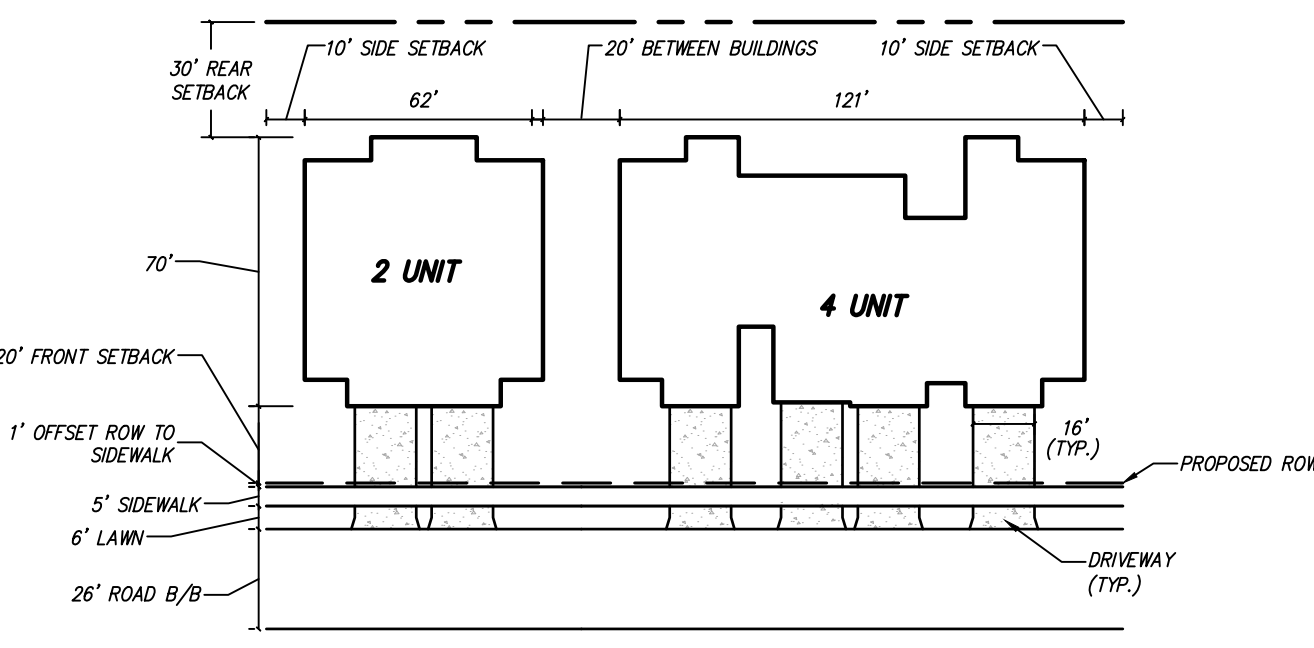 10' SIDE SETBACK
20' BETWEEN BUILDINGS
10' SIDE SETBACK
30' REAR
SETBACK
62'
121'
2 UNIT
4 UNIT
70'
20' FRONT SETBACK
1' OFFSET ROW TO
SIDEWALK
16'
(TYP.)
PROPOSED ROW
5' SIDEWALK
6' LAWN
DRIVEWAY
(TYP.)
26' ROAD B/B